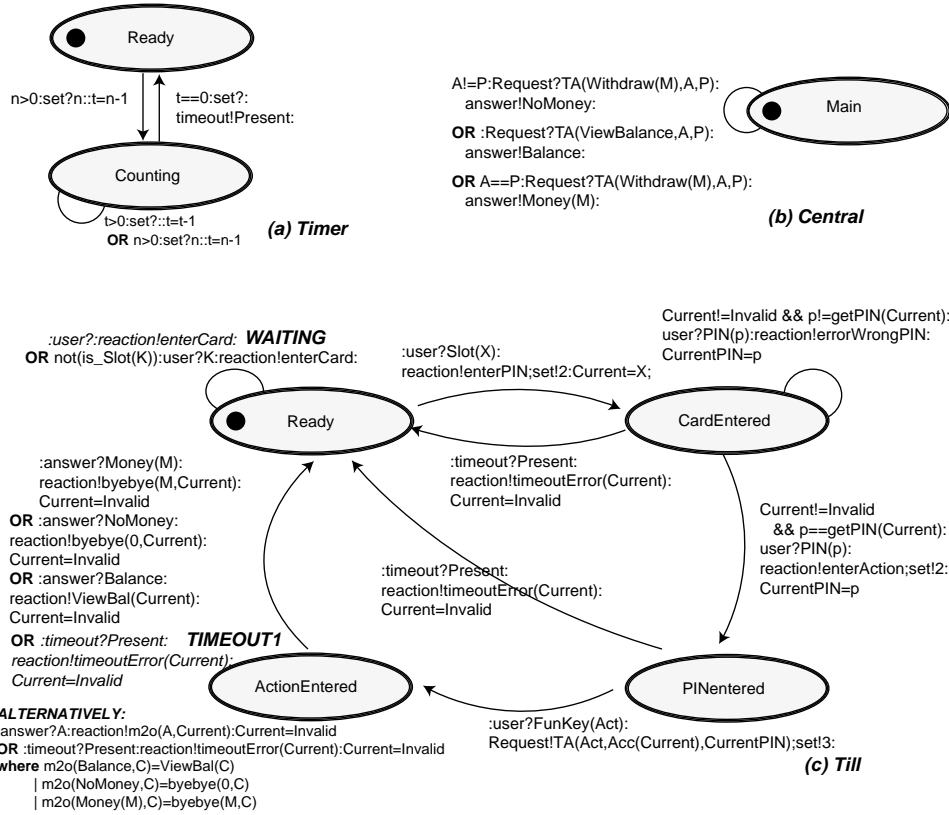 Ready
n>0:set?n::t=n-1
t==0:set?:
timeout!Present:
Counting
t>0:set?::t=t-1
OR n>0:set?n::t=n-1
(a) Timer
A!=P:Request?TA(Withdraw(M),A,P):
answer!NoMoney:
OR :Request?TA(ViewBalance,A,P):
answer!Balance:
OR A==P:Request?TA(Withdraw(M),A,P):
answer!Money(M):
Main
(b) Central
:user?:reaction!enterCard: WAITING
OR not(is_Slot(K)):user?K:reaction!enterCard:
Ready
:user?Slot(X):
reaction!enterPIN;set!2:Current=X;
Current!=Invalid && p!=getPIN(Current):
user?PIN(p):reaction!errorWrongPIN:
CurrentPIN=p
CardEntered
:timeout?Present:
reaction!timeoutError(Current):
Current=Invalid
:answer?Money(M):
reaction!byebye(M,Current):
Current=Invalid
OR :answer?NoMoney:
reaction!byebye(0,Current):
Current=Invalid
OR :answer?Balance:
reaction!ViewBal(Current):
Current=Invalid
OR :timeout?Present: TIMEOUT1
reaction!timeoutError(Current):
Current=Invalid
:timeout?Present:
reaction!timeoutError(Current):
Current=Invalid
Current!=Invalid
&& p==getPIN(Current):
user?PIN(p):
reaction!enterAction;set!2:
CurrentPIN=p
ActionEntered
PINentered
:user?FunKey(Act):
Request!TA(Act,Acc(Current),CurrentPIN);set!3:
(c) Till
ALTERNATIVELY:
answer?A:reaction!m2o(A,Current):Current=Invalid
OR :timeout?Present:reaction!timeoutError(Current):Current=Invalid
where m2o(Balance,C)=ViewBal(C)
| m2o(NoMoney,C)=byebye(0,C)
| m2o(Money(M),C)=byebye(M,C)